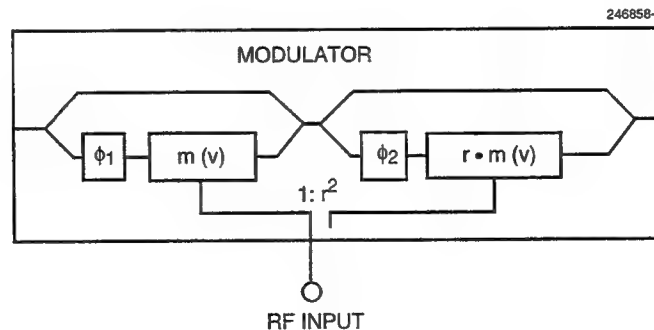 246858-
MODULATOR
ϕ1 m (v) ϕ2 r • m (v)
1: r²
RF INPUT